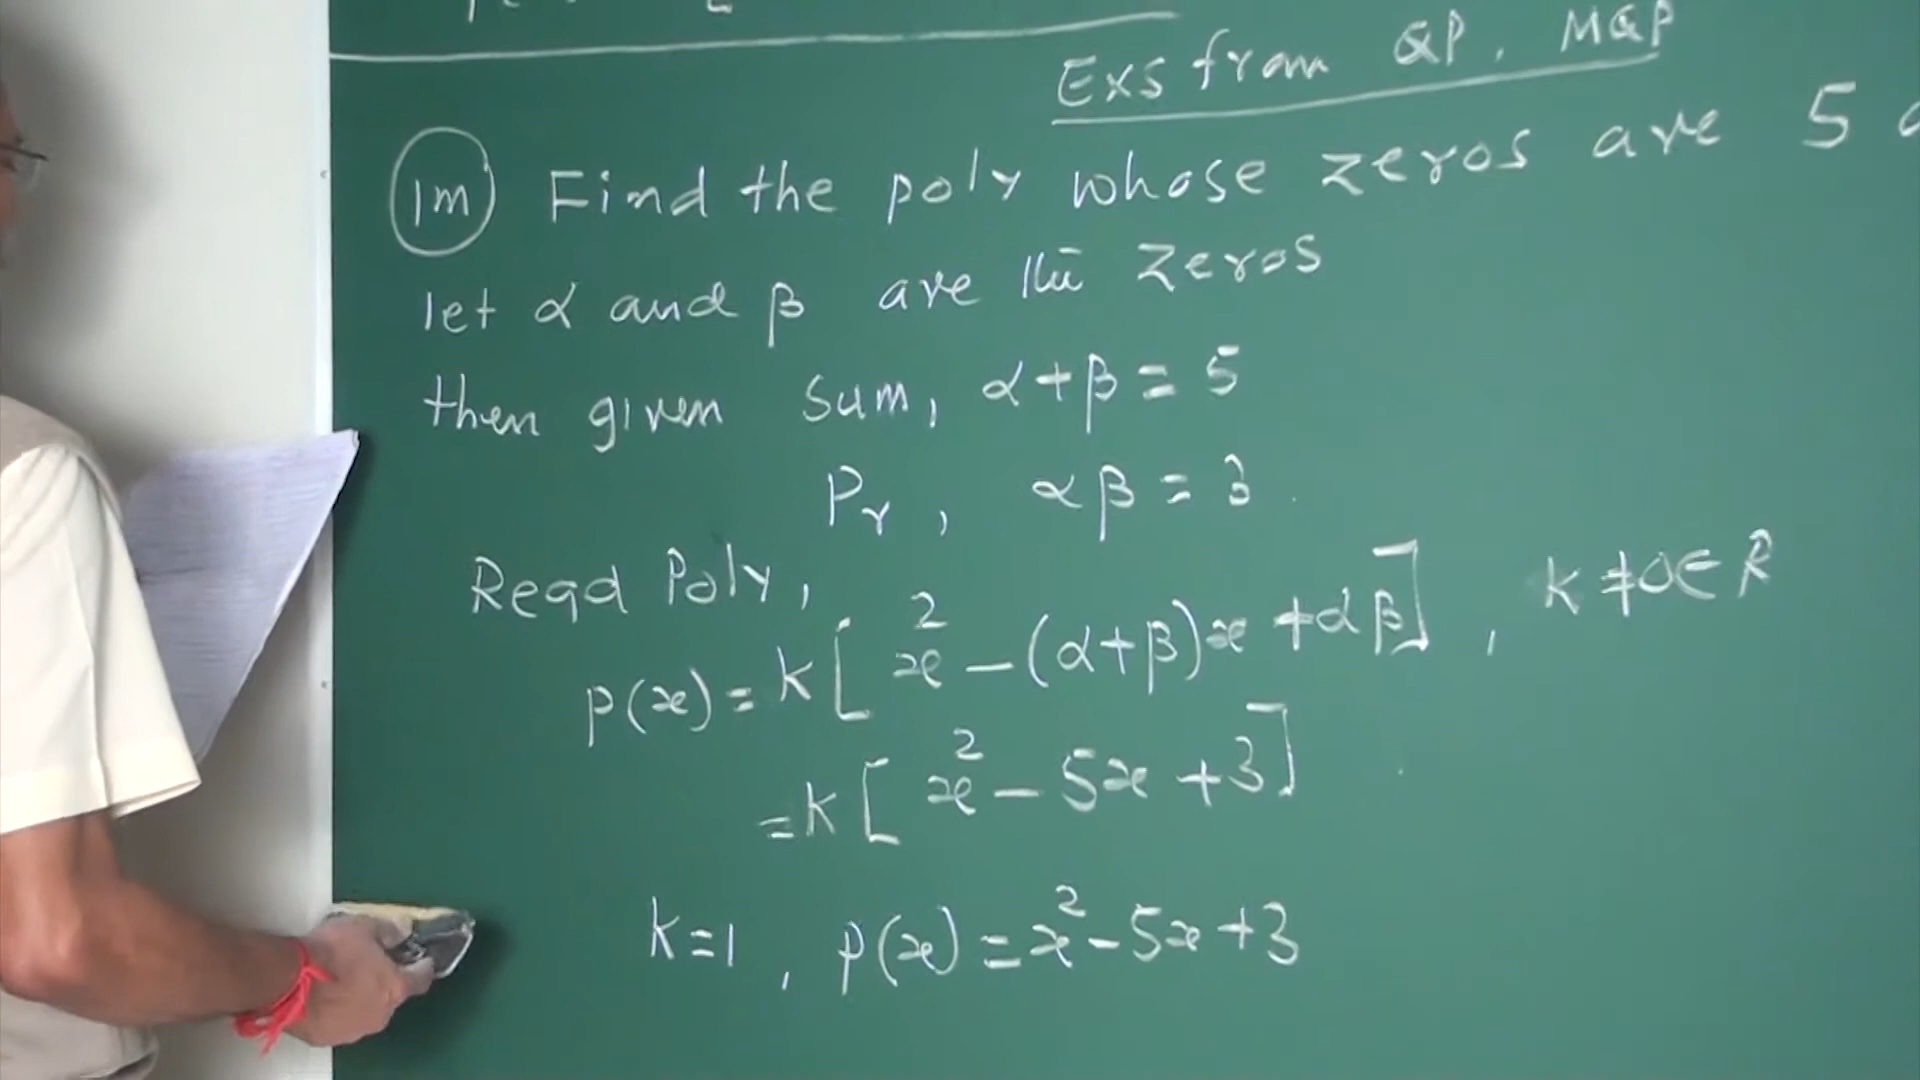 Exs from QP, MQP
1m Find the poly whose zeros are 5
let α and β are the zeros
then given sum, α+β = 5
Pr, αβ = 3
Reqd Poly,
p(x) = k[x² - (α+β)x + αβ], k ≠ 0 ∈ R
= k[x² - 5x + 3]
k=1, p(x) = x² - 5x + 3